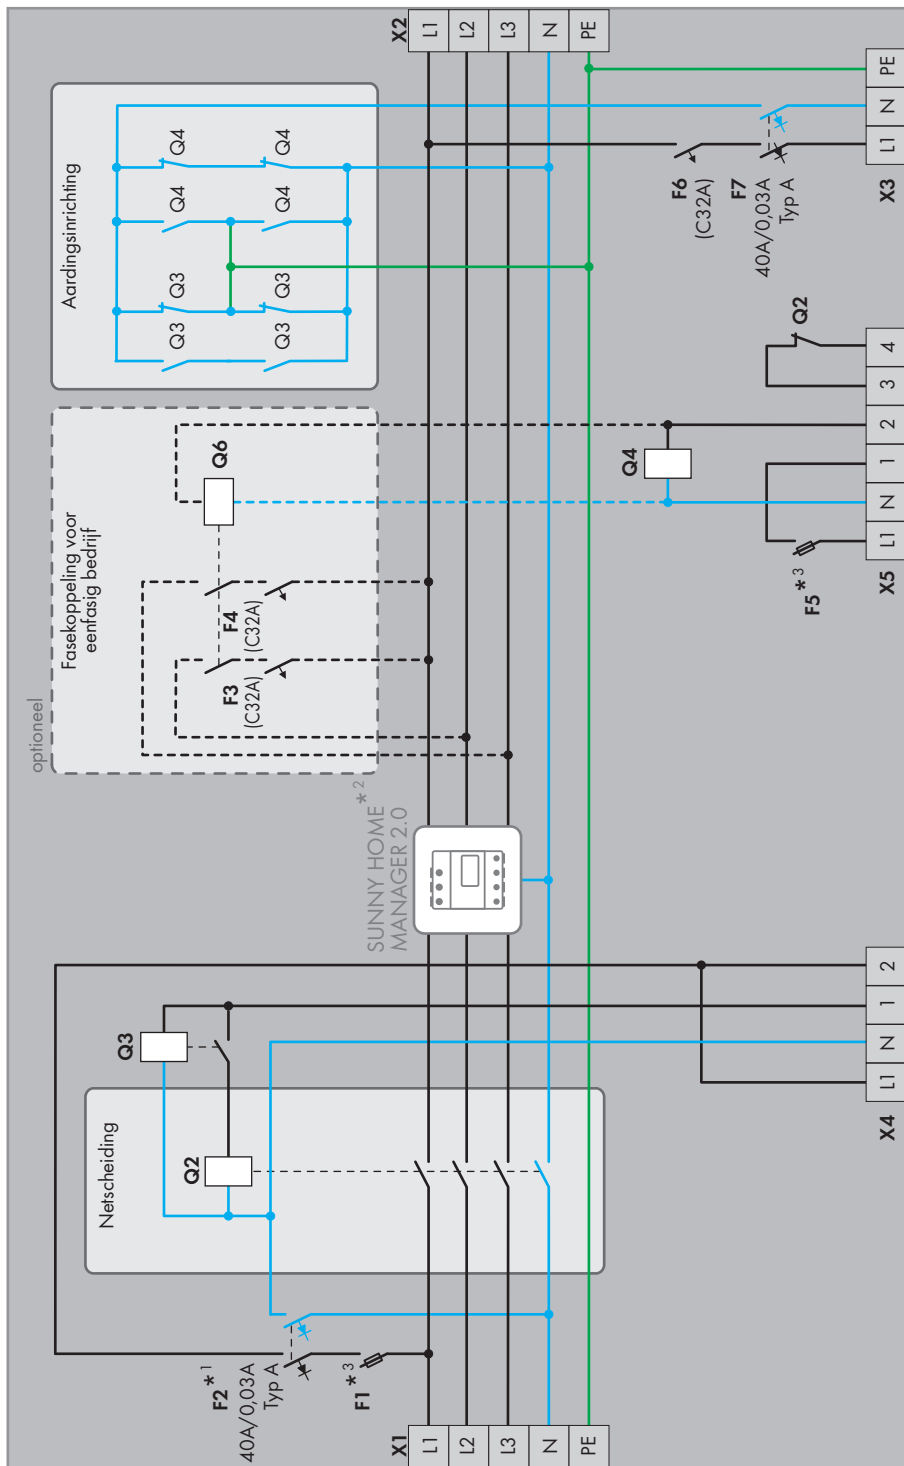 X1
L1
L2
L3
N
PE
F2*1
40A/0,03A
Typ A
F1*3
Netscheiding
Q2
Q3
X4
L1
N
1
2
SUNNY HOME
MANAGER 2.0 *2
optioneel
Fasekoppeling voor
eenfasig bedrijf
F3
(C32A)
F4
(C32A)
Q6
Q4
X5
L1
N
1
2
3
4
F5*3
Q2
Aardingsinrichting
Q3
Q3
Q4
Q4
Q3
Q3
Q4
Q4
F6
(C32A)
F7
40A/0,03A
Typ A
X3
L1
N
PE
X2
L1
L2
L3
N
PE